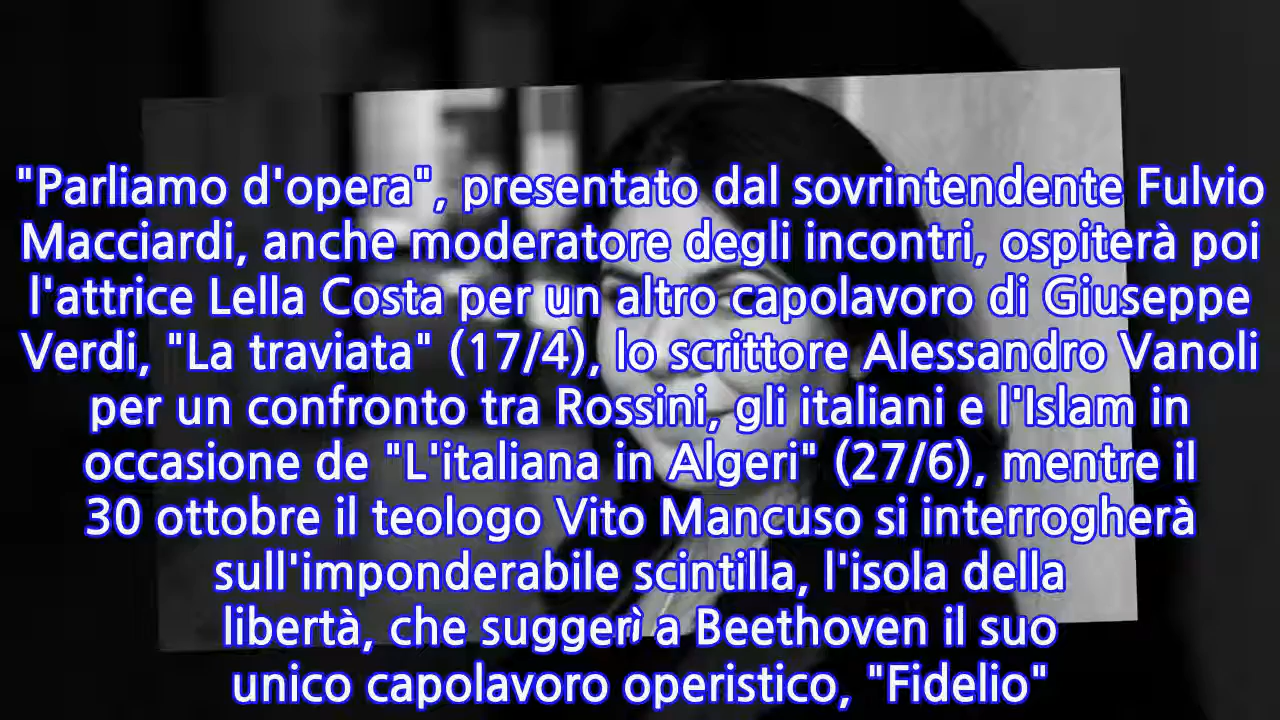 "Parliamo d'opera", presentato dal sovrintendente Fulvio
Macciardi, anche moderatore degli incontri, ospiterà poi
l'attrice Lella Costa per un altro capolavoro di Giuseppe
Verdi, "La traviata" (17/4), lo scrittore Alessandro Vanoli
per un confronto tra Rossini, gli italiani e l'Islam in
occasione de "L'italiana in Algeri" (27/6), mentre il
30 ottobre il teologo Vito Mancuso si interrogherà
sull'imponderabile scintilla, l'isola della
libertà, che suggerì a Beethoven il suo
unico capolavoro operistico, "Fidelio"